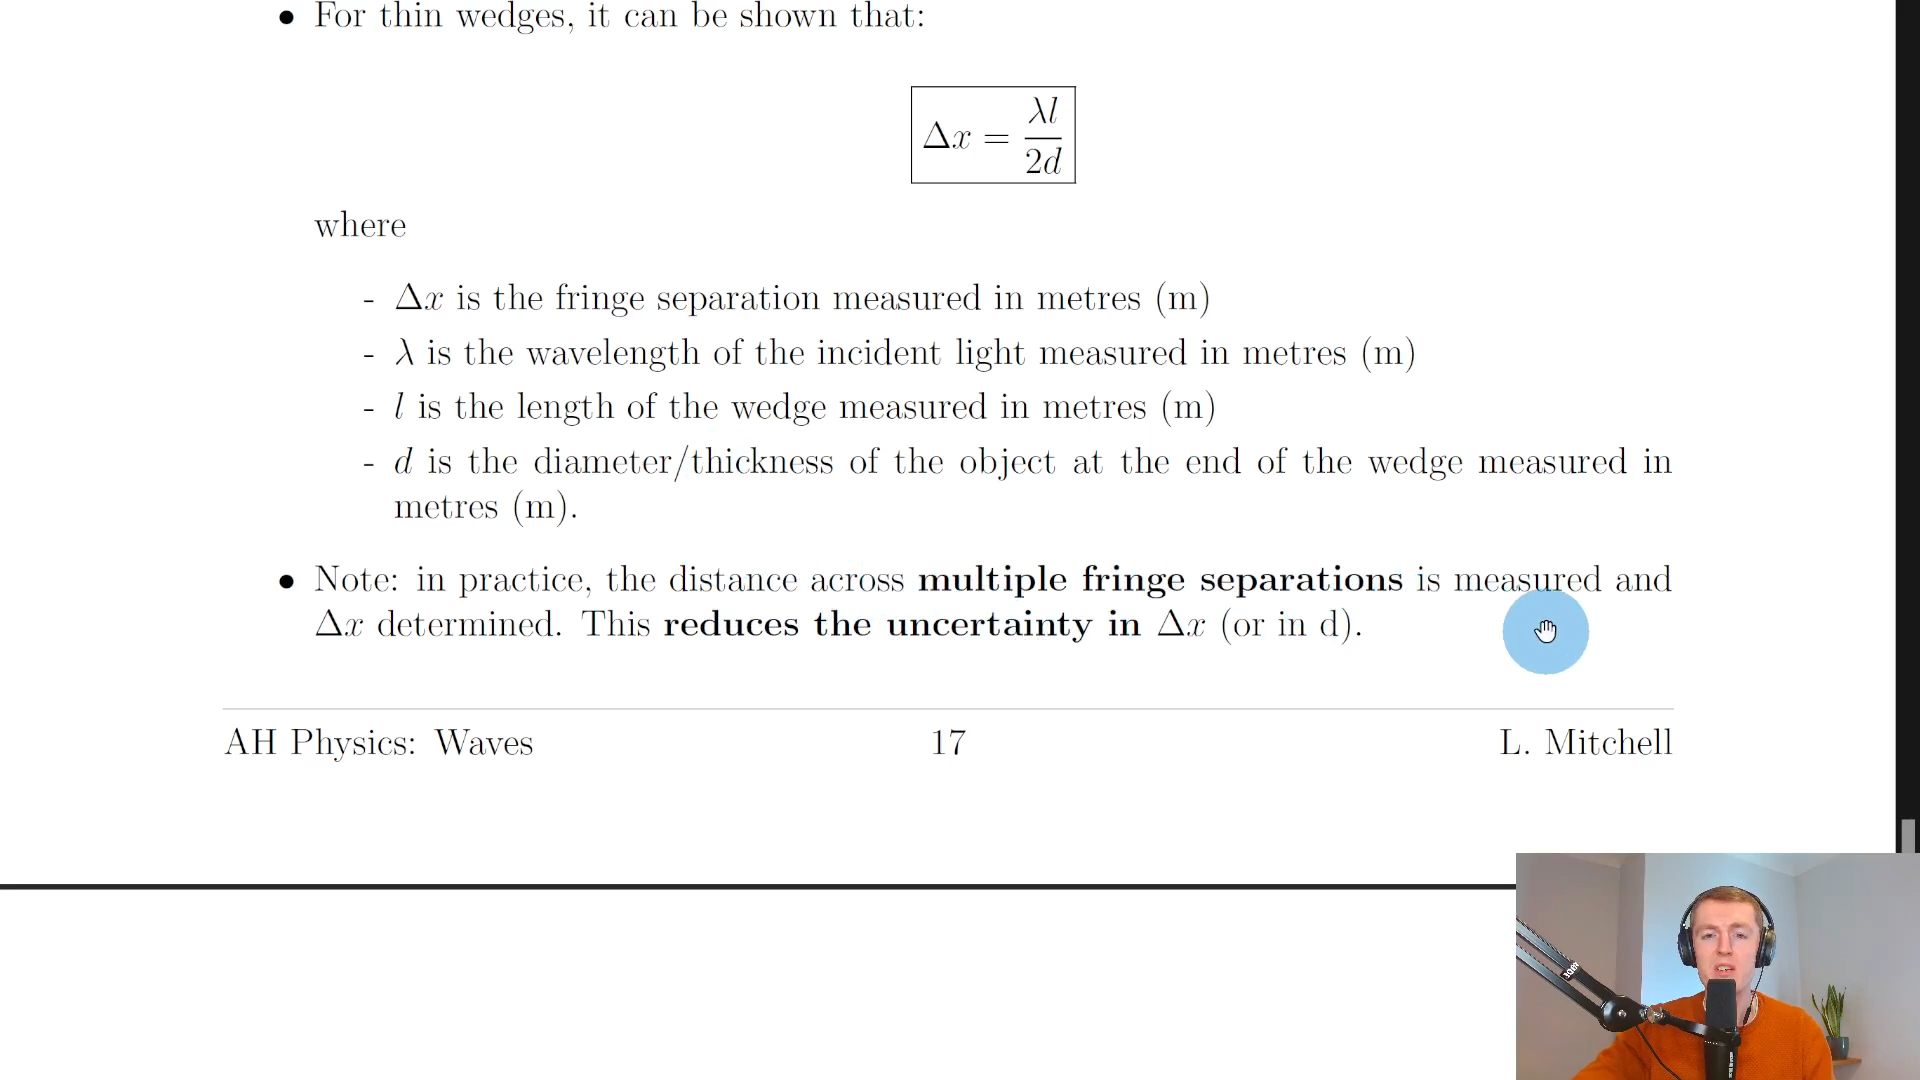 • For thin wedges, it can be shown that:
Δx = λl / 2d
where
- Δx is the fringe separation measured in metres (m)
- λ is the wavelength of the incident light measured in metres (m)
- l is the length of the wedge measured in metres (m)
- d is the diameter/thickness of the object at the end of the wedge measured in
metres (m).
• Note: in practice, the distance across multiple fringe separations is measured and
Δx determined. This reduces the uncertainty in Δx (or in d).
AH Physics: Waves 17 L. Mitchell